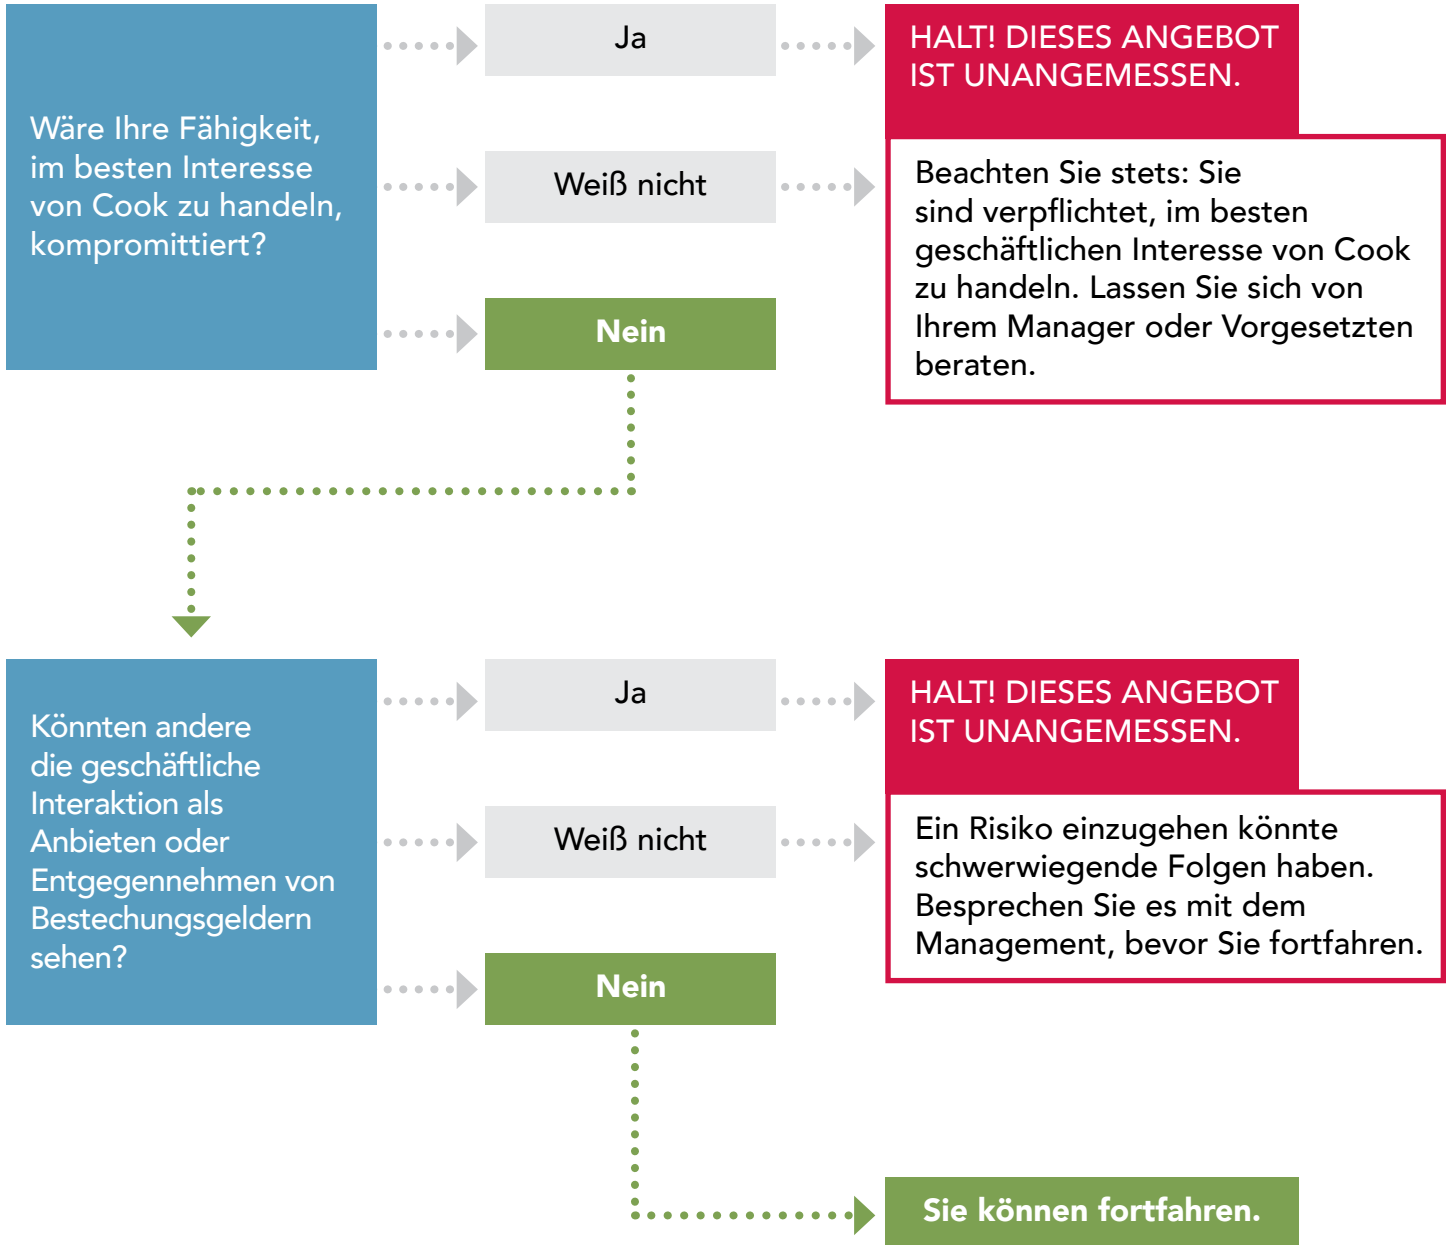 Wäre Ihre Fähigkeit,
im besten Interesse
von Cook zu handeln,
kompromittiert?
Ja
Weiß nicht
Nein
HALT! DIESES ANGEBOT
IST UNANGEMESSEN.
Beachten Sie stets: Sie
sind verpflichtet, im besten
geschäftlichen Interesse von Cook
zu handeln. Lassen Sie sich von
Ihrem Manager oder Vorgesetzten
beraten.
Könnten andere
die geschäftliche
Interaktion als
Anbieten oder
Entgegennehmen von
Bestechungsgeldern
sehen?
Ja
Weiß nicht
Nein
HALT! DIESES ANGEBOT
IST UNANGEMESSEN.
Ein Risiko einzugehen könnte
schwerwiegende Folgen haben.
Besprechen Sie es mit dem
Management, bevor Sie fortfahren.
Sie können fortfahren.